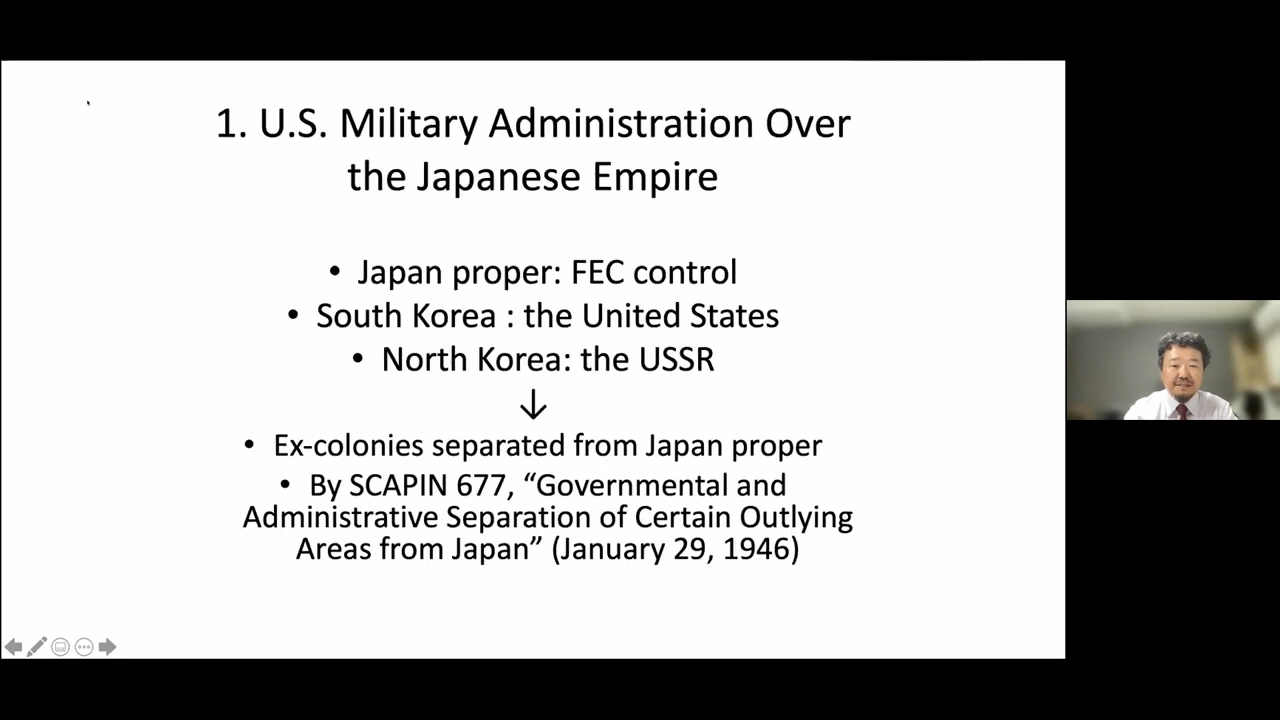 1. U.S. Military Administration Over
the Japanese Empire
• Japan proper: FEC control
• South Korea : the United States
• North Korea: the USSR
↓
• Ex-colonies separated from Japan proper
• By SCAPIN 677, “Governmental and
Administrative Separation of Certain Outlying
Areas from Japan” (January 29, 1946)